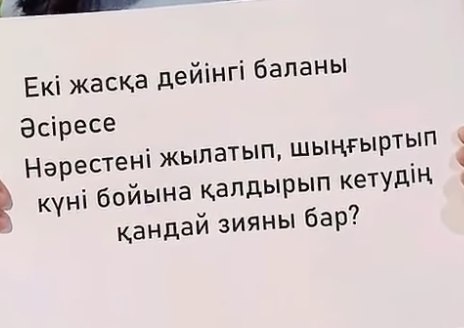 Екі жасқа дейінгі баланы
Әсіресе
Нәрестені жылатып, шыңғыртып
күні бойына қалдырып кетудің
қандай зияны бар?